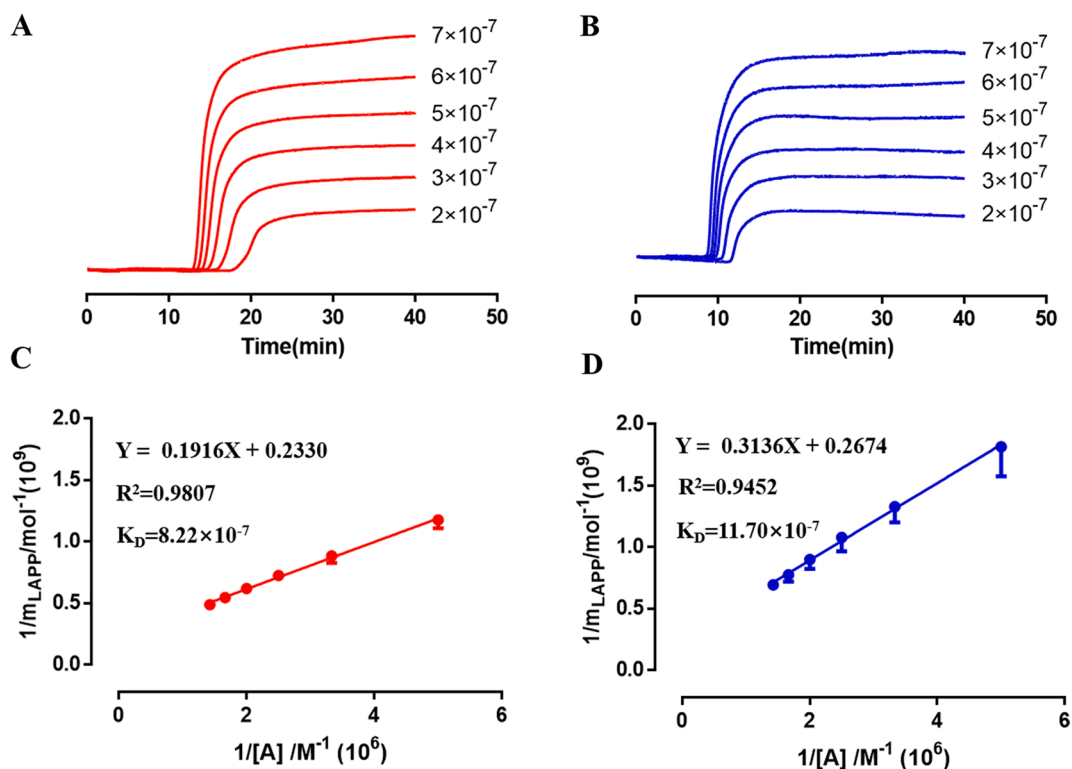 A
7×10⁻⁷
6×10⁻⁷
5×10⁻⁷
4×10⁻⁷
3×10⁻⁷
2×10⁻⁷
0 10 20 30 40 50
Time(min)
B
7×10⁻⁷
6×10⁻⁷
5×10⁻⁷
4×10⁻⁷
3×10⁻⁷
2×10⁻⁷
0 10 20 30 40 50
Time(min)
C
1/m_LAPP/mol⁻¹(10⁹)
2.0
1.5
1.0
0.5
0.0
Y = 0.1916X + 0.2330
R²=0.9807
K_D=8.22×10⁻⁷
0 2 4 6
1/[A] /M⁻¹ (10⁶)
D
1/m_LAPP/mol⁻¹(10⁹)
2.0
1.5
1.0
0.5
0.0
Y = 0.3136X + 0.2674
R²=0.9452
K_D=11.70×10⁻⁷
0 2 4 6
1/[A] /M⁻¹ (10⁶)